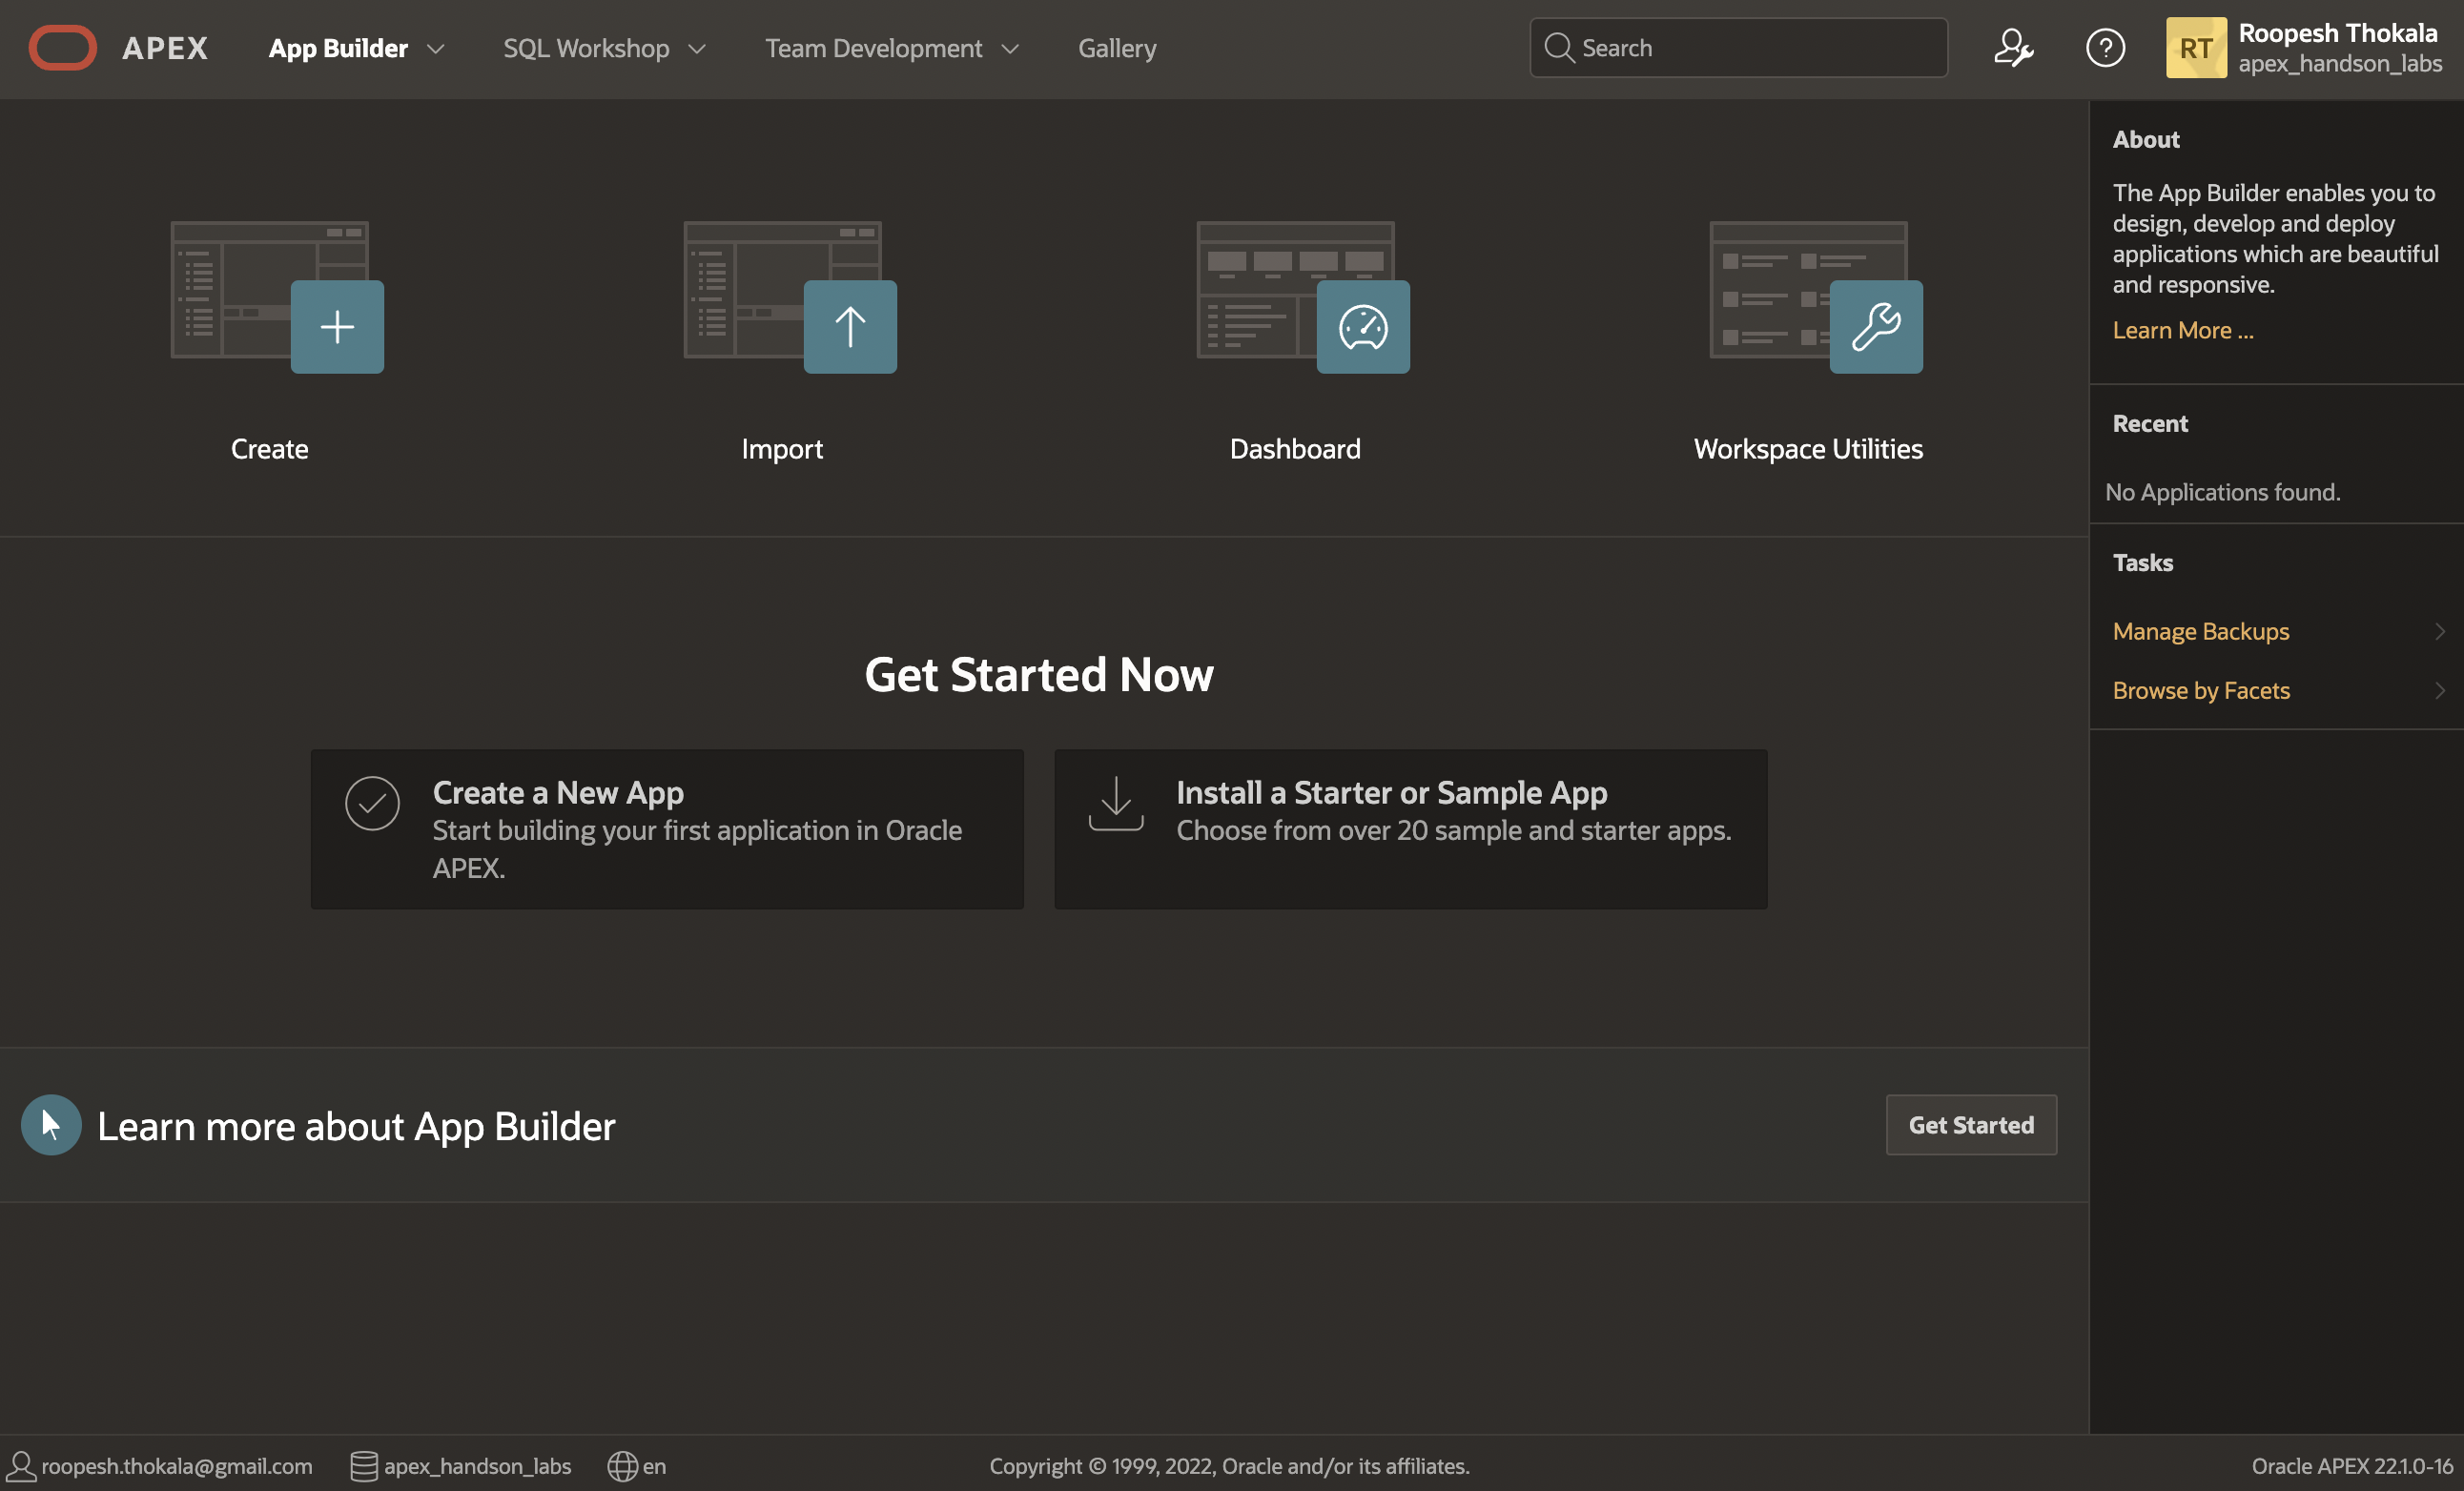 APEX
App Builder
SQL Workshop
Team Development
Gallery
Search
RT
Roopesh Thokala
apex_handson_labs
Create
Import
Dashboard
Workspace Utilities
Get Started Now
Create a New App
Start building your first application in Oracle
APEX.
Install a Starter or Sample App
Choose from over 20 sample and starter apps.
Learn more about App Builder
Get Started
About
The App Builder enables you to
design, develop and deploy
applications which are beautiful
and responsive.
Learn More ...
Recent
No Applications found.
Tasks
Manage Backups
Browse by Facets
roopesh.thokala@gmail.com
apex_handson_labs
en
Copyright © 1999, 2022, Oracle and/or its affiliates.
Oracle APEX 22.1.0-16